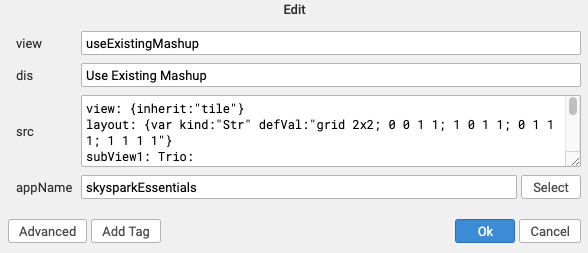 Edit
view useExistingMashup
dis Use Existing Mashup
src view: {inherit:"tile"}
layout: {var kind:"Str" defVal:"grid 2x2; 0 0 1 1; 1 0 1 1; 0 1 1
1; 1 1 1 1"}
subView1: Trio:
appName skysparkEssentials Select
Advanced Add Tag Ok Cancel